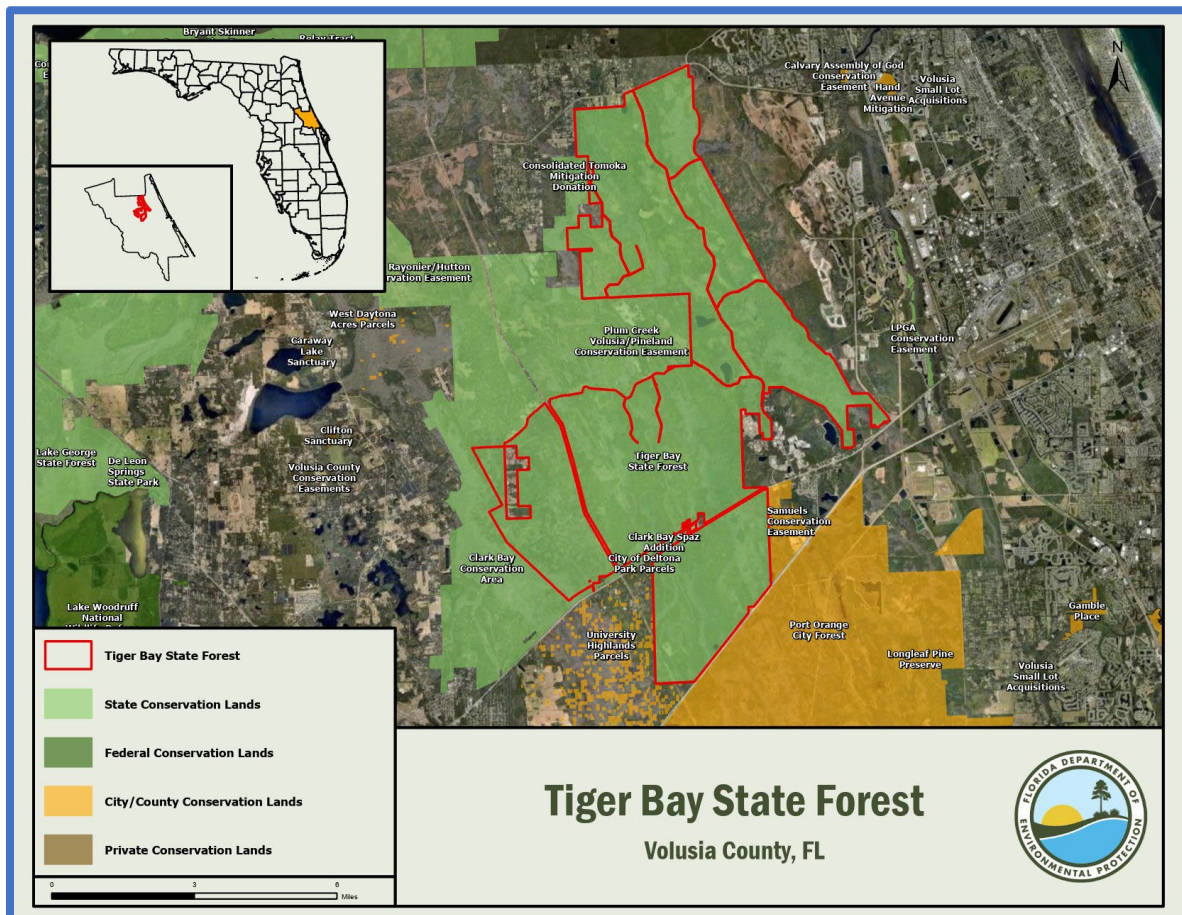 Bryant Skinner
Relay Tract
N
Calvary Assembly of God
Conservation
Easement
Hand
Avenue
Mitigation
Volusia
Small Lot
Acquisitions
Consolidated Tomoka
Mitigation
Donation
Rayonier/Hutton
Easement
West Daytona
Acres Parcels
Plum Creek
Volusia/Pineland
Conservation Easement
LPGA
Conservation
Easement
Caraway
Lake
Sanctuary
Clifton
Sanctuary
Lake George
State Forest
De Leon
Springs
State Park
Volusia County
Conservation
Easements
Tiger Bay
State Forest
Samuels
Conservation
Easement
Clark Bay Spaz
Addition
City of Deltona
Park Parcels
Clark Bay
Conservation
Area
Lake Woodruff
National
University
Highlands
Parcels
Port Orange
City Forest
Gamble
Place
Longleaf Pine
Preserve
Volusia
Small Lot
Acquisitions
Tiger Bay State Forest
State Conservation Lands
Federal Conservation Lands
City/County Conservation Lands
Private Conservation Lands
0 3 6
Miles
Tiger Bay State Forest
Volusia County, FL
FLORIDA DEPARTMENT OF
ENVIRONMENTAL PROTECTION